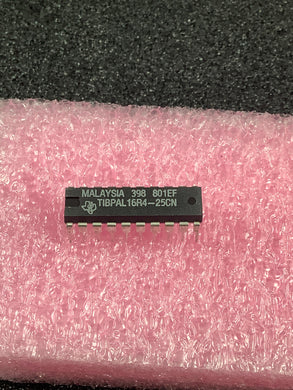 MALAYSIA 398 801EF
TIBPAL16R4-25CN